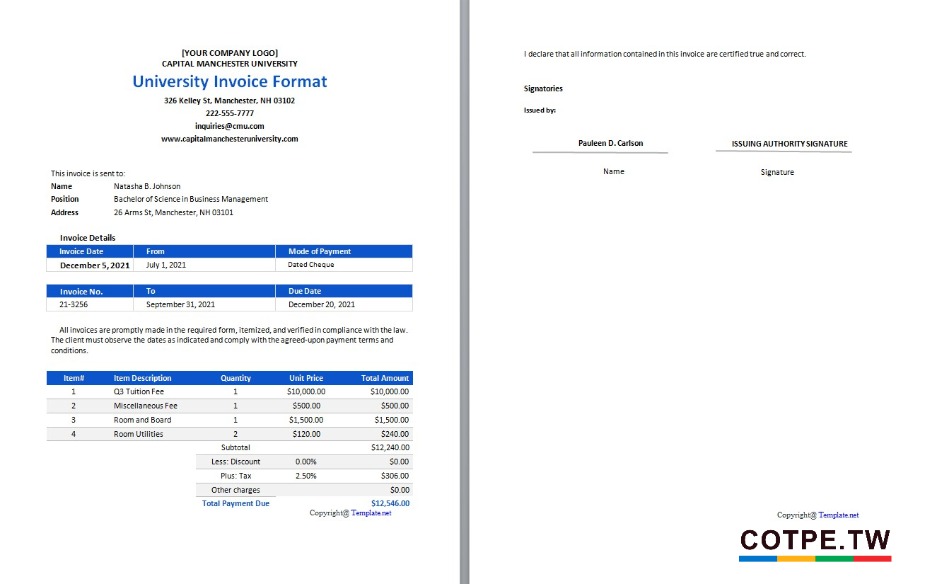 [YOUR COMPANY LOGO]
CAPITAL MANCHESTER UNIVERSITY
University Invoice Format
326 Kelley St, Manchester, NH 03102
222-555-7777
inquiries@cmu.com
www.capitalmanchesteruniversity.com
This invoice is sent to:
Name Natasha B. Johnson
Position Bachelor of Science in Business Management
Address 26 Arms St, Manchester, NH 03101
Invoice Details
Invoice Date From Mode of Payment
December 5, 2021 July 1, 2021 Dated Cheque
Invoice No. To Due Date
21-3256 September 31, 2021 December 20, 2021
All invoices are promptly made in the required form, itemized, and verified in compliance with the law.
The client must observe the dates as indicated and comply with the agreed-upon payment terms and
conditions.
Item# Item Description Quantity Unit Price Total Amount
1 Q3 Tuition Fee 1 $10,000.00 $10,000.00
2 Miscellaneous Fee 1 $500.00 $500.00
3 Room and Board 1 $1,500.00 $1,500.00
4 Room Utilities 2 $120.00 $240.00
Subtotal $12,240.00
Less: Discount 0.00% $0.00
Plus: Tax 2.50% $306.00
Other charges $0.00
Total Payment Due $12,546.00
Copyright@ Template.net
I declare that all information contained in this invoice are certified true and correct.
Signatories
Issued by:
Pauleen D. Carlson ISSUING AUTHORITY SIGNATURE
Name Signature
Copyright@ Template.net
COTPE.TW